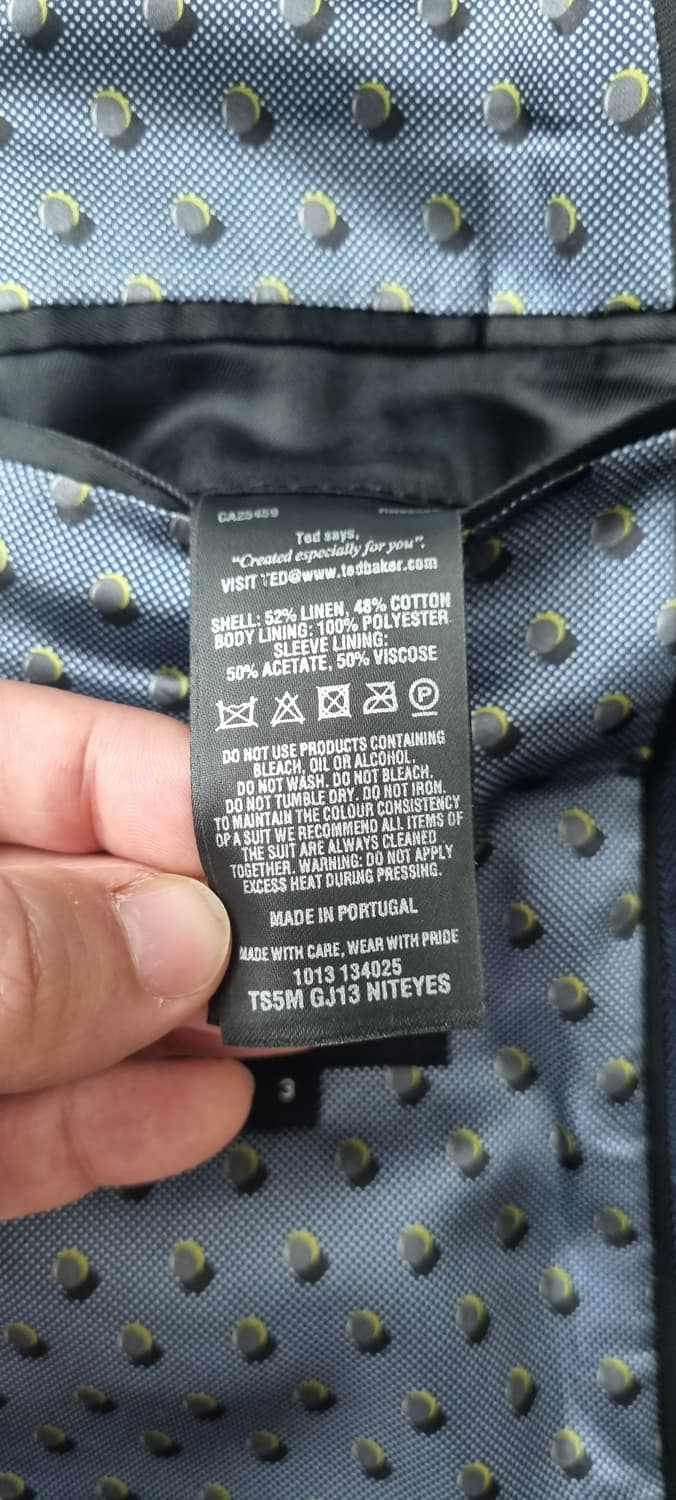 CA25459
Ted says,
"Created especially for you".
VISIT TED@www.tedbaker.com
SHELL: 52% LINEN, 48% COTTON
BODY LINING: 100% POLYESTER
SLEEVE LINING:
50% ACETATE, 50% VISCOSE
P
DO NOT USE PRODUCTS CONTAINING
BLEACH, OIL OR ALCOHOL.
DO NOT WASH. DO NOT BLEACH.
DO NOT TUMBLE DRY. DO NOT IRON.
TO MAINTAIN THE COLOUR CONSISTENCY
OF A SUIT WE RECOMMEND ALL ITEMS OF
THE SUIT ARE ALWAYS CLEANED
TOGETHER. WARNING: DO NOT APPLY
EXCESS HEAT DURING PRESSING.
MADE IN PORTUGAL
MADE WITH CARE, WEAR WITH PRIDE
1013 134025
TS5M GJ13 NITEYES
3